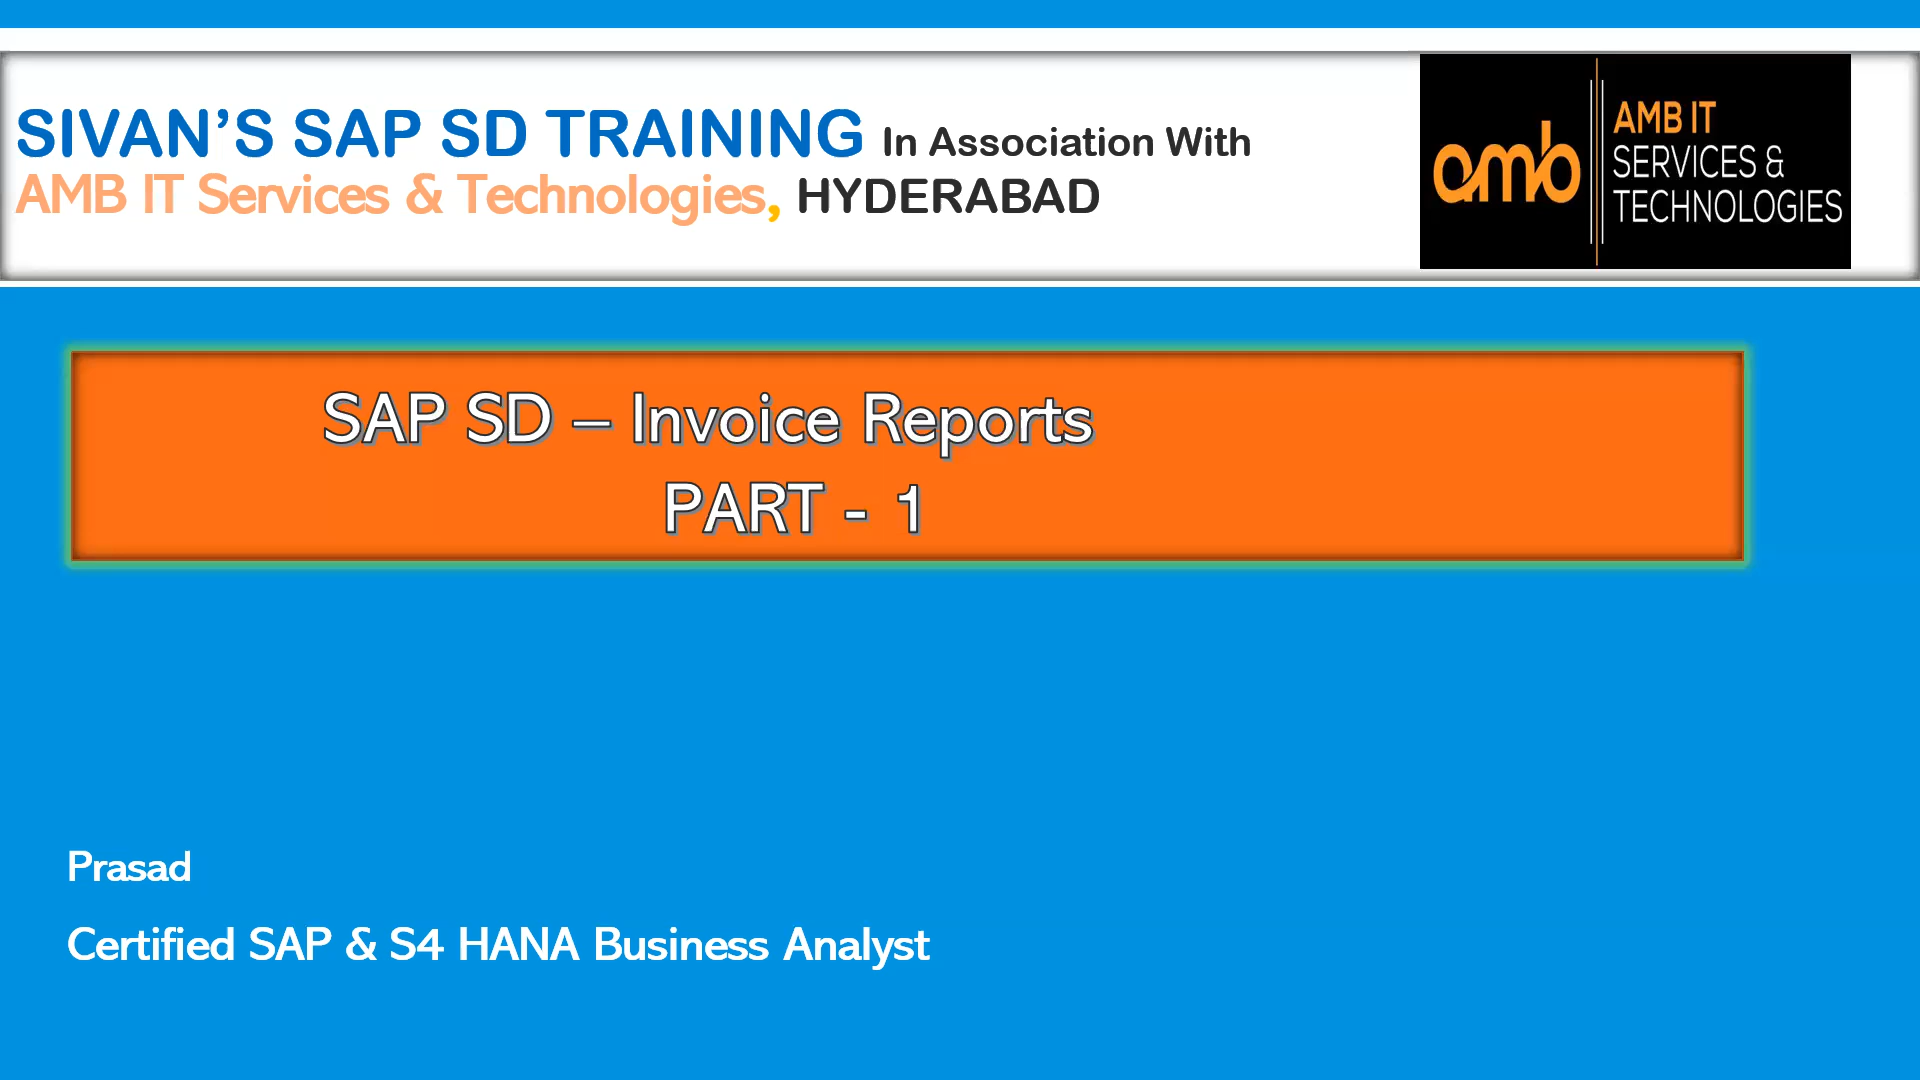 SIVAN’S SAP SD TRAINING In Association With
AMB IT Services & Technologies, HYDERABAD
amb
AMB IT
SERVICES &
TECHNOLOGIES
SAP SD – Invoice Reports
PART - 1
Prasad
Certified SAP & S4 HANA Business Analyst